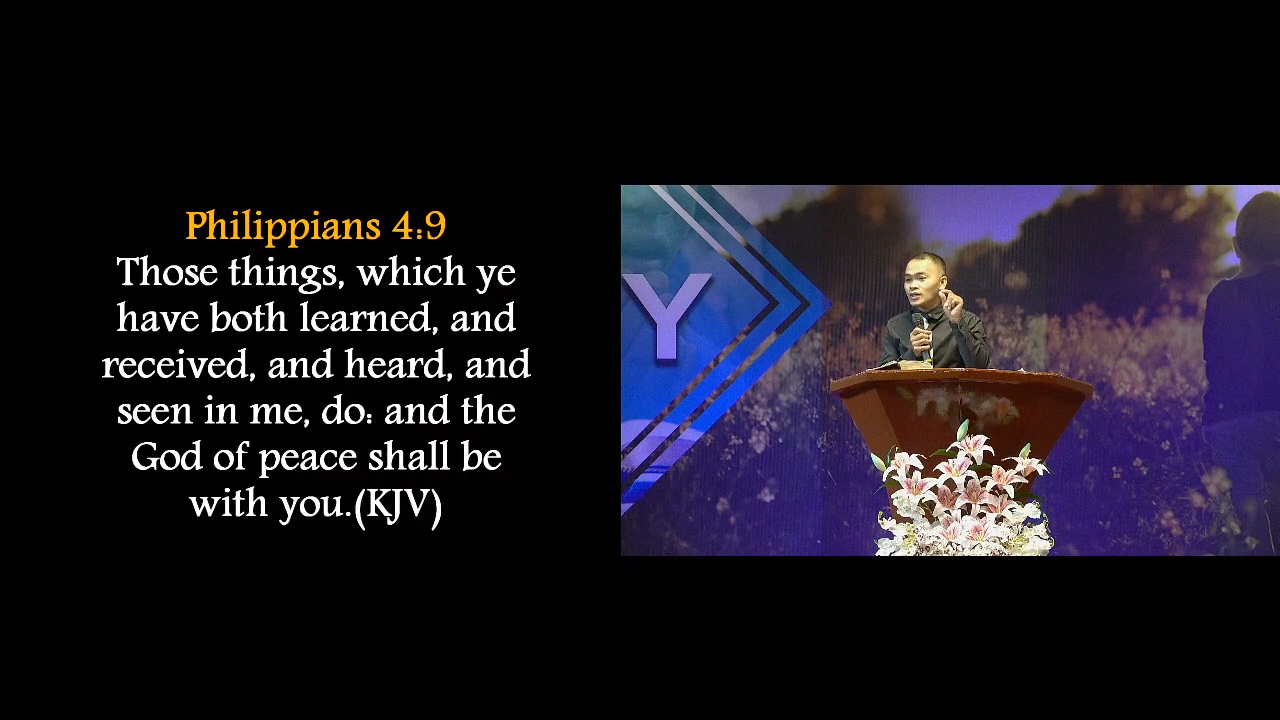 Philippians 4:9
Those things, which ye
have both learned, and
received, and heard, and
seen in me, do: and the
God of peace shall be
with you.(KJV)
Y